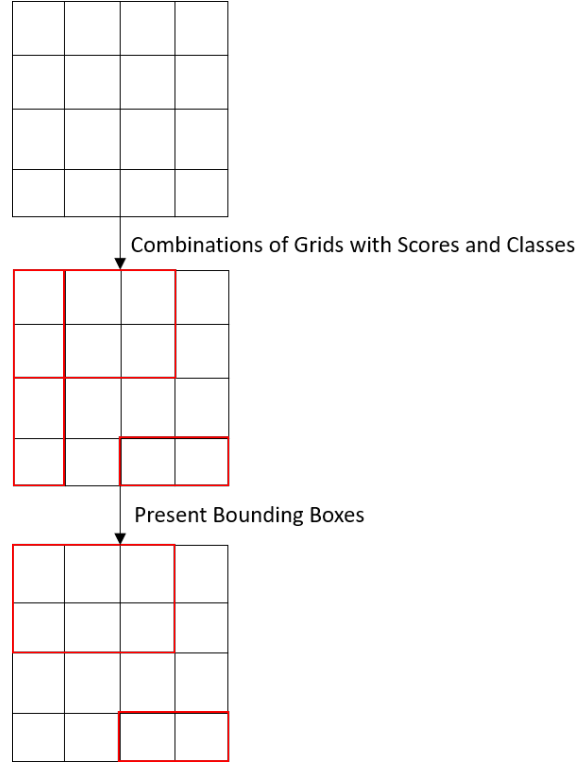 Combinations of Grids with Scores and Classes
Present Bounding Boxes